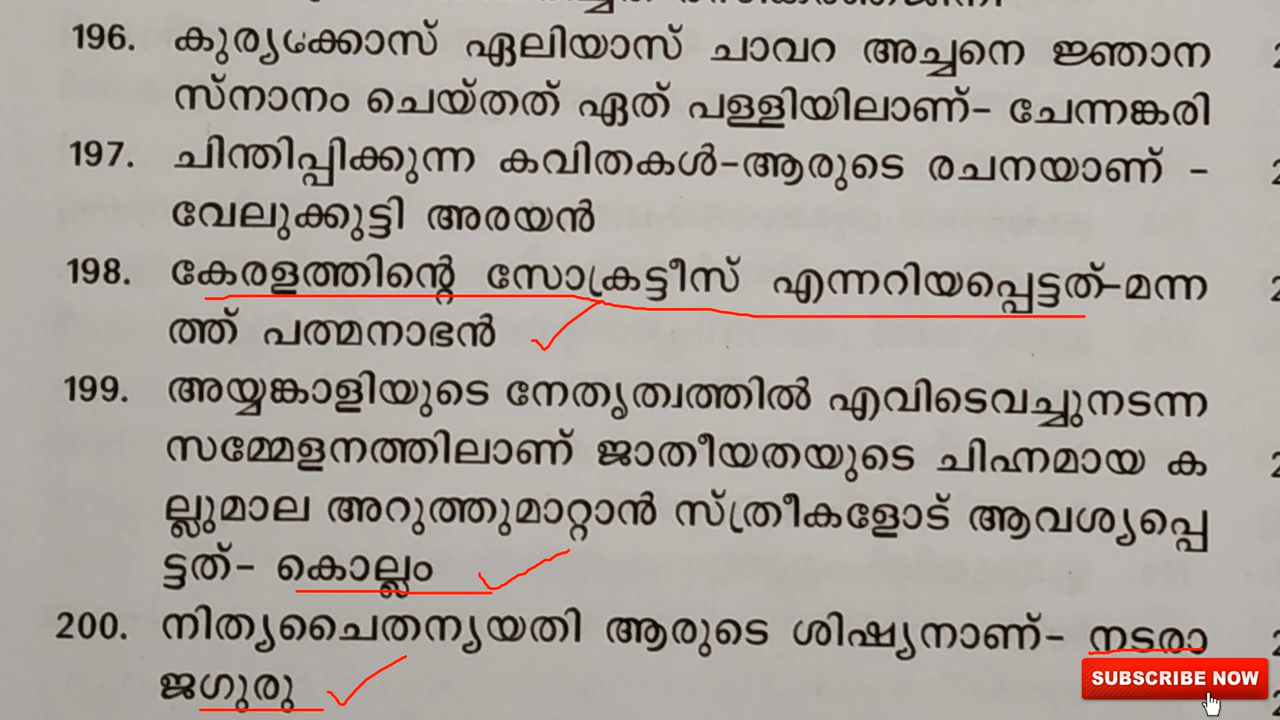 196. കുര്യക്കോസ് ഏലിയാസ് ചാവറ അച്ചനെ ജ്ഞാന
സ്നാനം ചെയ്തത് ഏത് പള്ളിയിലാണ്- ചേന്നങ്കരി
197. ചിന്തിപ്പിക്കുന്ന കവിതകൾ-ആരുടെ രചനയാണ് -
വേലുക്കുട്ടി അരയൻ
198. കേരളത്തിന്റെ സോക്രട്ടീസ് എന്നറിയപ്പെട്ടത്-മന്ന
ത്ത് പത്മനാഭൻ
199. അയ്യങ്കാളിയുടെ നേതൃത്വത്തിൽ എവിടെവച്ചുനടന്ന
സമ്മേളനത്തിലാണ് ജാതീയതയുടെ ചിഹ്നമായ ക
ല്ലുമാല അറുത്തുമാറ്റാൻ സ്ത്രീകളോട് ആവശ്യപ്പെ
ട്ടത്- കൊല്ലം
200. നിത്യചൈതന്യയതി ആരുടെ ശിഷ്യനാണ്- നടരാ
ജഗുരു
SUBSCRIBE NOW